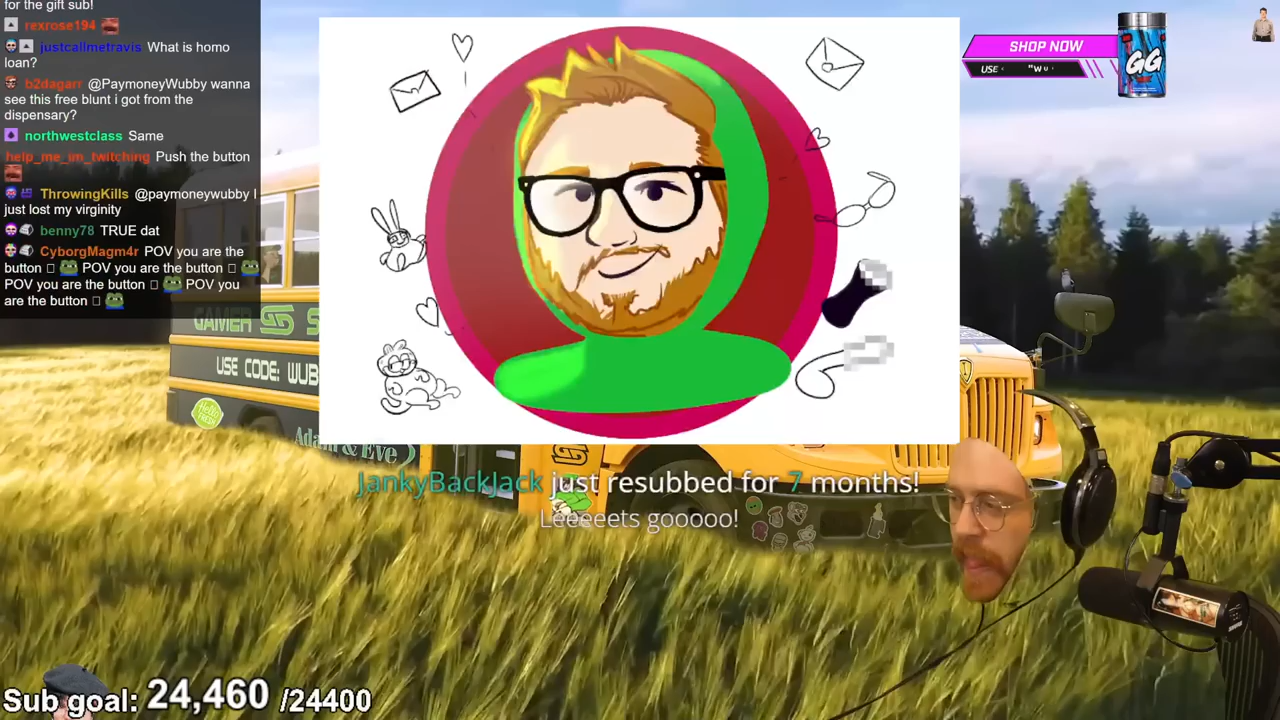 for the gift sub!
rexrose194
justcallmetravis What is homo
loan?
b2dagarr @PaymoneyWubby wanna
see this free blunt i got from the
dispensary?
northwestclass Same
help_me_im_twitching Push the button
ThrowingKills @paymoneywubby I
just lost my virginity
benny78 TRUE dat
CyborgMagm4r POV you are the
button POV you are the button
POV you are the button POV you
are the button
SHOP NOW
USE "WU
GG
GAMER GG S
USE CODE: WUB
Hello
FRESH
Adam & Eve
JankyBackJack just resubbed for 7 months!
Leeeeets gooooo!
Sub goal: 24,460 /24400